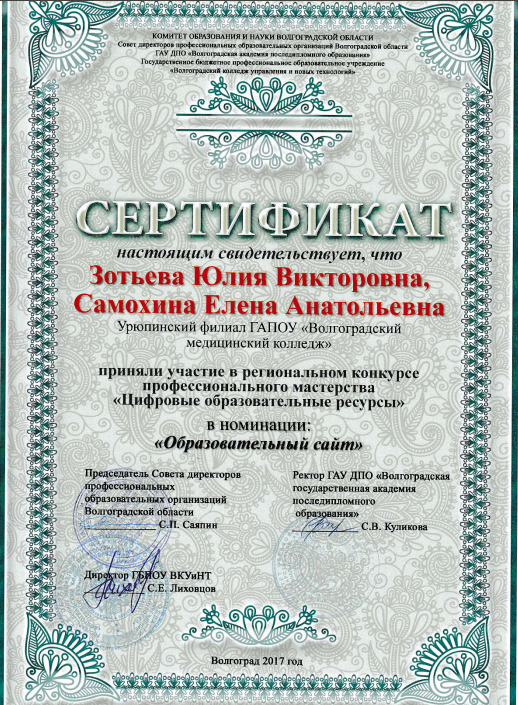 КОМИТЕТ ОБРАЗОВАНИЯ И НАУКИ ВОЛГОГРАДСКОЙ ОБЛАСТИ
Совет директоров профессиональных образовательных организаций Волгоградской области
ГАУ ДПО «Волгоградская академия последипломного образования»
Государственное бюджетное профессиональное образовательное учреждение
«Волгоградский колледж управления и новых технологий»
СЕРТИФИКАТ
настоящим свидетельствует, что
Зотьева Юлия Викторовна,
Самохина Елена Анатольевна
Урюпинский филиал ГАПОУ «Волгоградский
медицинский колледж»
приняли участие в региональном конкурсе
профессионального мастерства
«Цифровые образовательные ресурсы»
в номинации:
«Образовательный сайт»
Председатель Совета директоров
профессиональных
образовательных организаций
Волгоградской области
С.П. Саяпин
Ректор ГАУ ДПО «Волгоградская
государственная академия
последипломного
образования»
С.В. Куликова
Директор ГБПОУ ВКУиНТ
С.Е. Лиховцов
Волгоград 2017 год